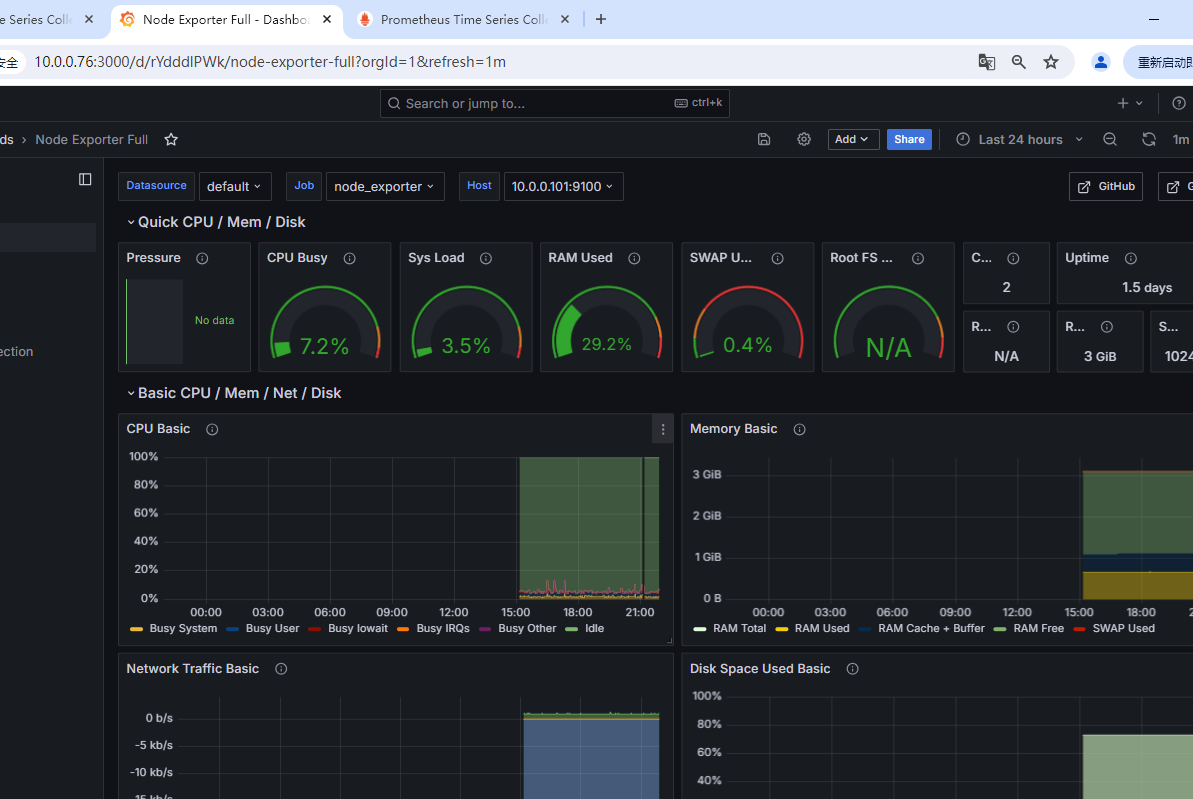 e Series Colle
Node Exporter Full - Dashbo
Prometheus Time Series Colle
安全
10.0.0.76:3000/d/rYdddlPWk/node-exporter-full?orgId=1&refresh=1m
重新启动
Search or jump to...
ctrl+k
ds › Node Exporter Full
Add
Share
Last 24 hours
1m
Datasource
default
Job
node_exporter
Host
10.0.0.101:9100
GitHub
G
Quick CPU / Mem / Disk
Pressure
CPU Busy
Sys Load
RAM Used
SWAP U...
Root FS ...
C...
Uptime
2
1.5 days
No data
7.2%
3.5%
29.2%
0.4%
N/A
R...
R...
S...
N/A
3 GiB
1024
ection
Basic CPU / Mem / Net / Disk
CPU Basic
100%
80%
60%
40%
20%
0%
00:00
03:00
06:00
09:00
12:00
15:00
18:00
21:00
Busy System
Busy User
Busy Iowait
Busy IRQs
Busy Other
Idle
Memory Basic
3 GiB
2 GiB
1 GiB
0 B
00:00
03:00
06:00
09:00
12:00
15:00
18:00
2
RAM Total
RAM Used
RAM Cache + Buffer
RAM Free
SWAP Used
Network Traffic Basic
0 b/s
-5 kb/s
-10 kb/s
-15 kb/s
Disk Space Used Basic
100%
80%
60%
40%